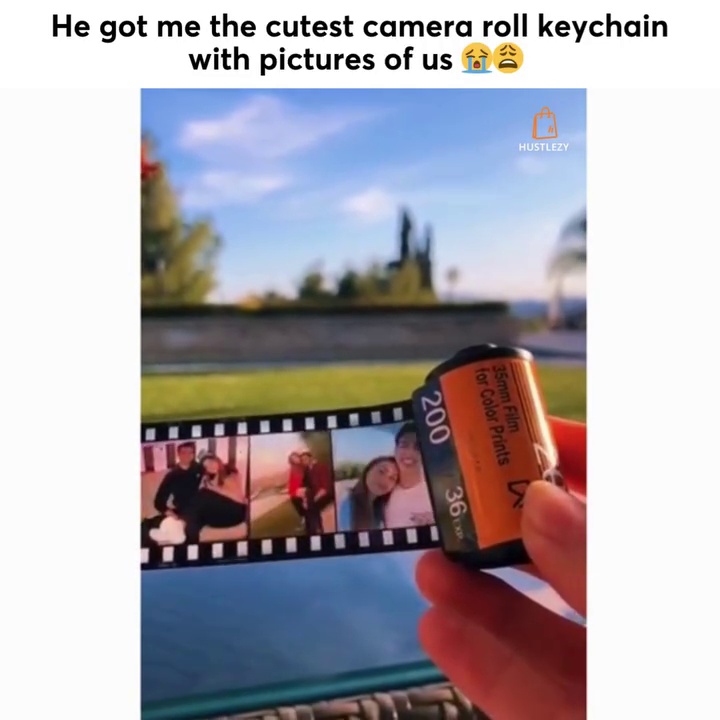 He got me the cutest camera roll keychain
with pictures of us 😭😩
HUSTLEZY
35mm Film
for Color Prints
200
36 EXP.